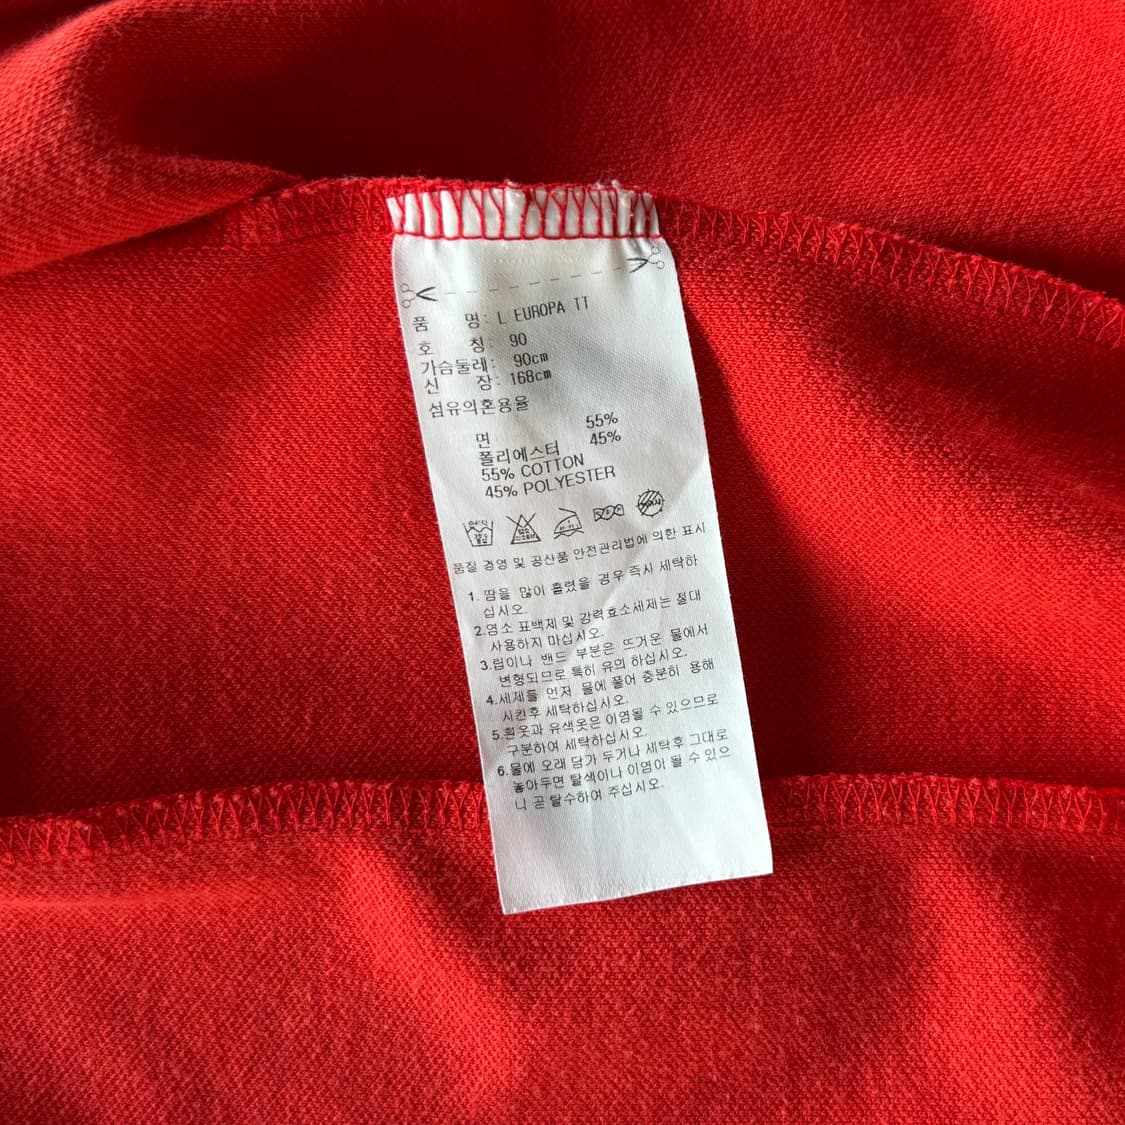 품 명: L EUROPA TT
호 칭: 90
가슴둘레: 90cm
신 장: 168cm
섬유의혼용율
면 55%
폴리에스터 45%
55% COTTON
45% POLYESTER
품질 경영 및 공산품 안전관리법에 의한 표시
1. 땀을 많이 흘렸을 경우 즉시 세탁하
십시오.
2.염소 표백제 및 강력효소세제는 절대
사용하지 마십시오.
3.립이나 밴드 부분은 뜨거운 물에서
변형되므로 특히 유의 하십시오.
4.세제를 먼저 물에 풀어 충분히 용해
시킨후 세탁하십시오.
5.흰옷과 유색옷은 이염될 수 있으므로
구분하여 세탁하십시오.
6.물에 오래 담가 두거나 세탁후 그대로
놓아두면 탈색이나 이염이 될 수 있으
니 곧 탈수하여 주십시오.